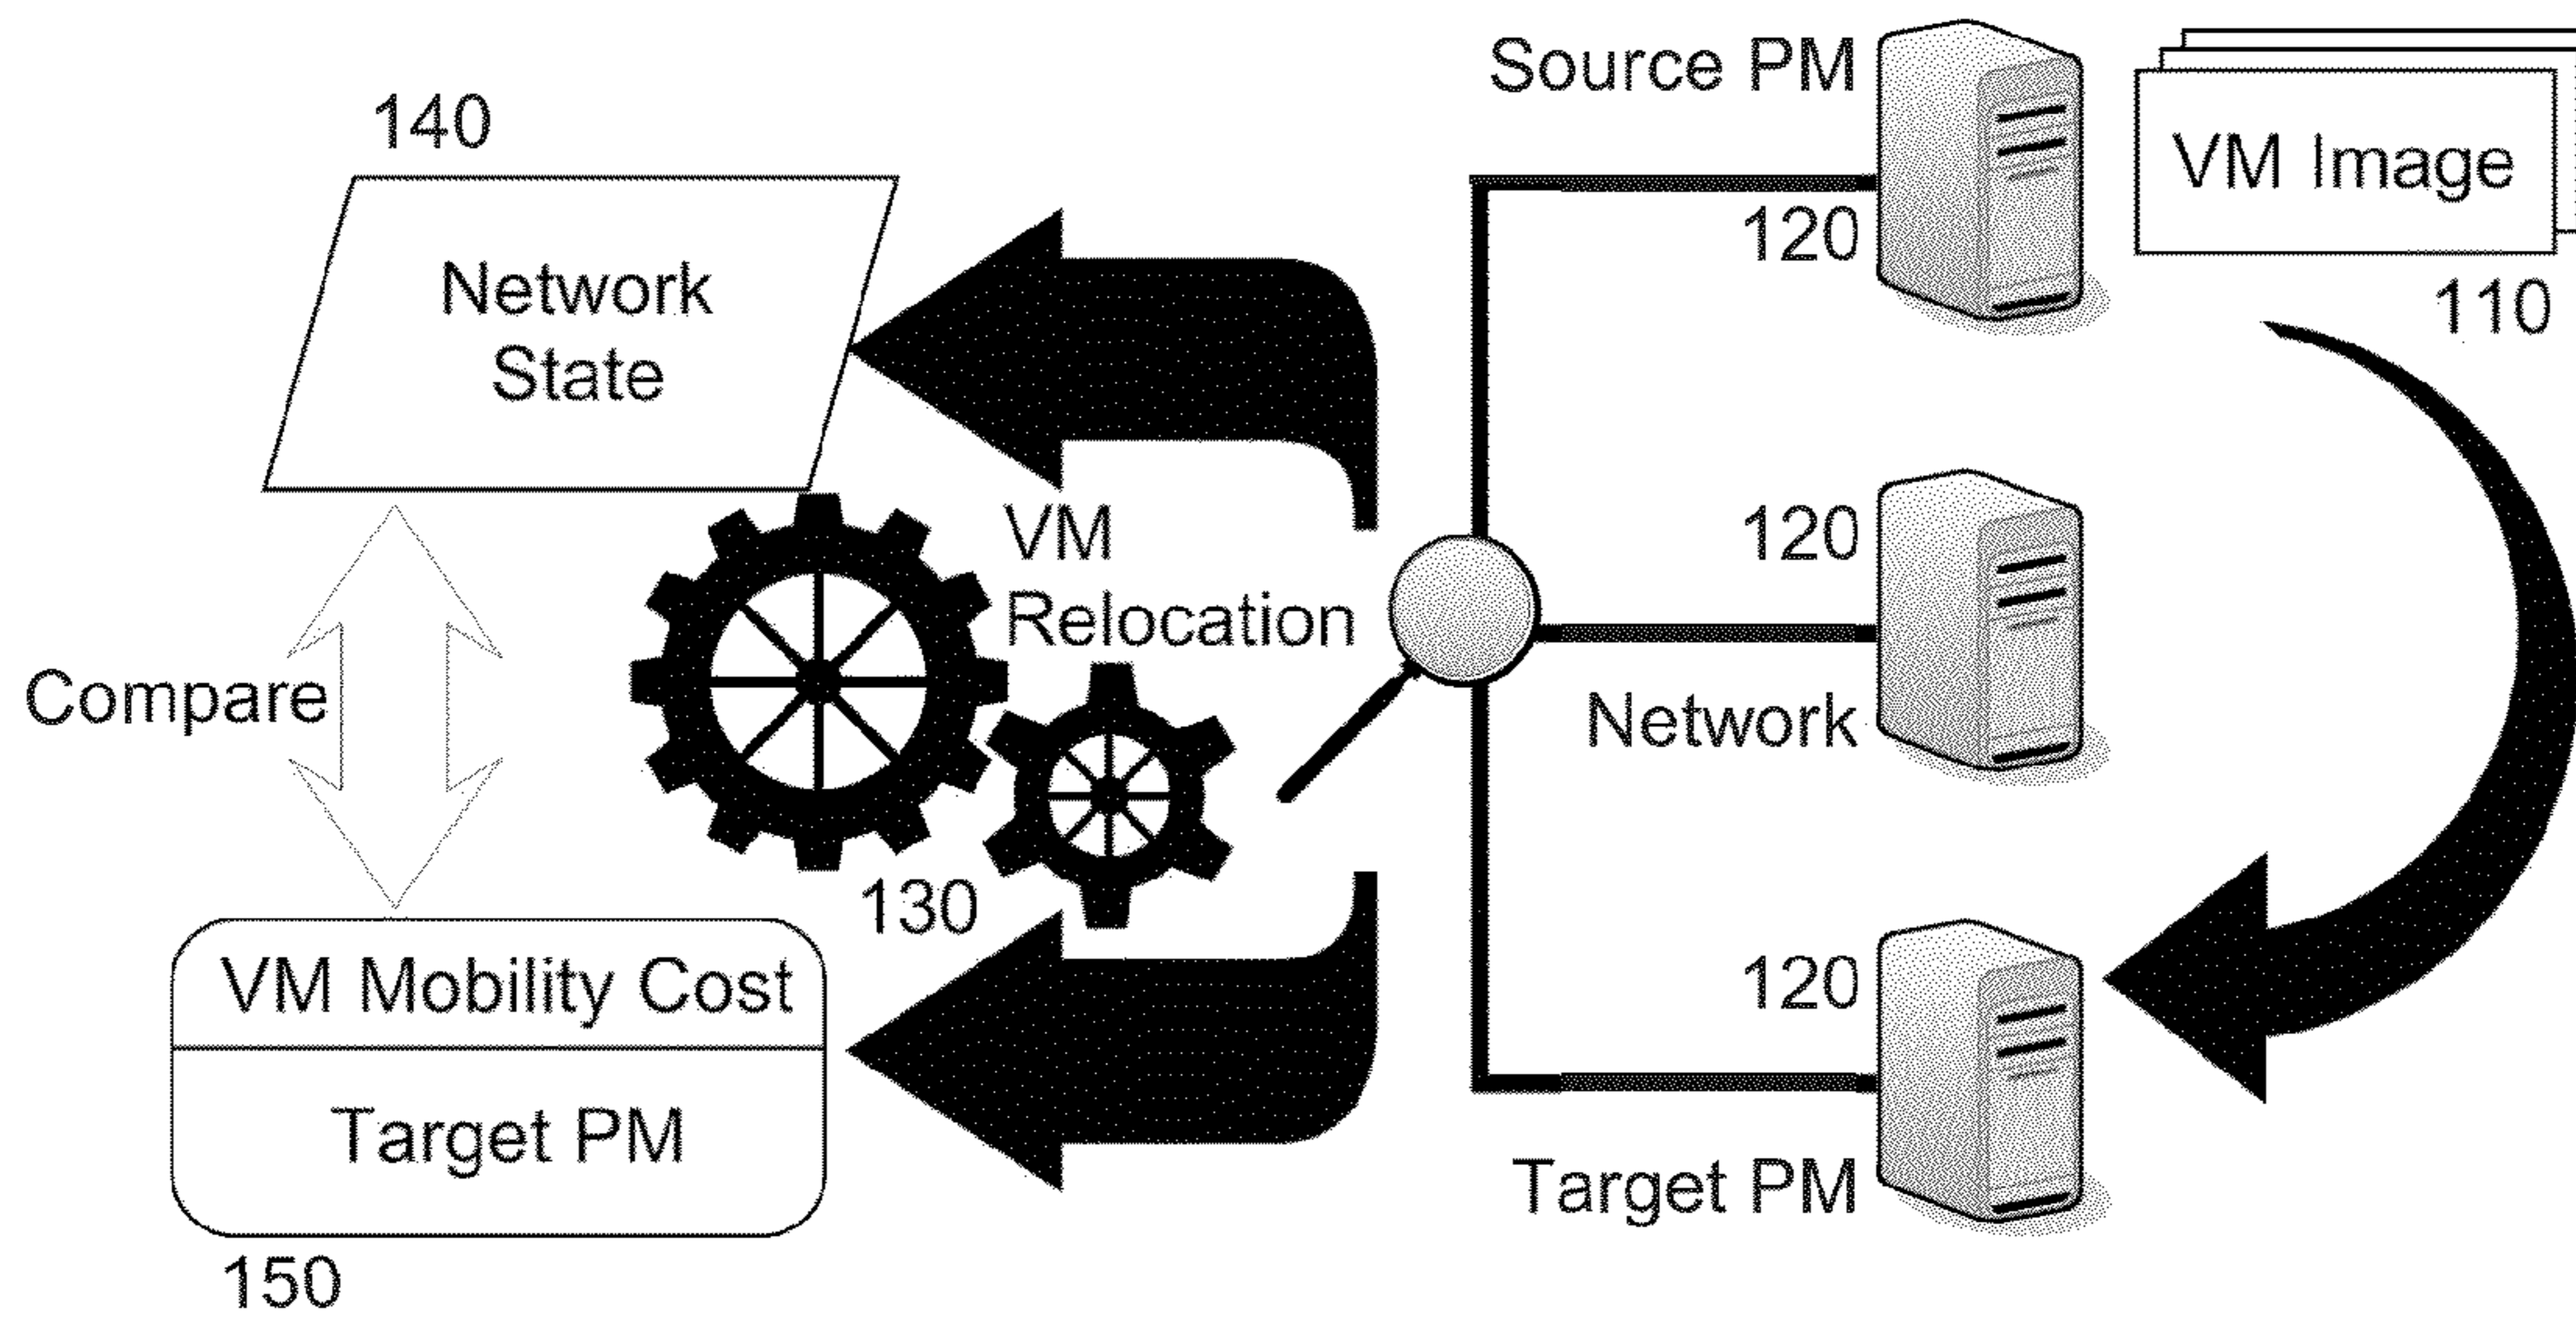 Source PM
VM Image
140
120
110
Network
State
VM
Relocation
120
Compare
Network
130
VM Mobility Cost
120
Target PM
Target PM
150